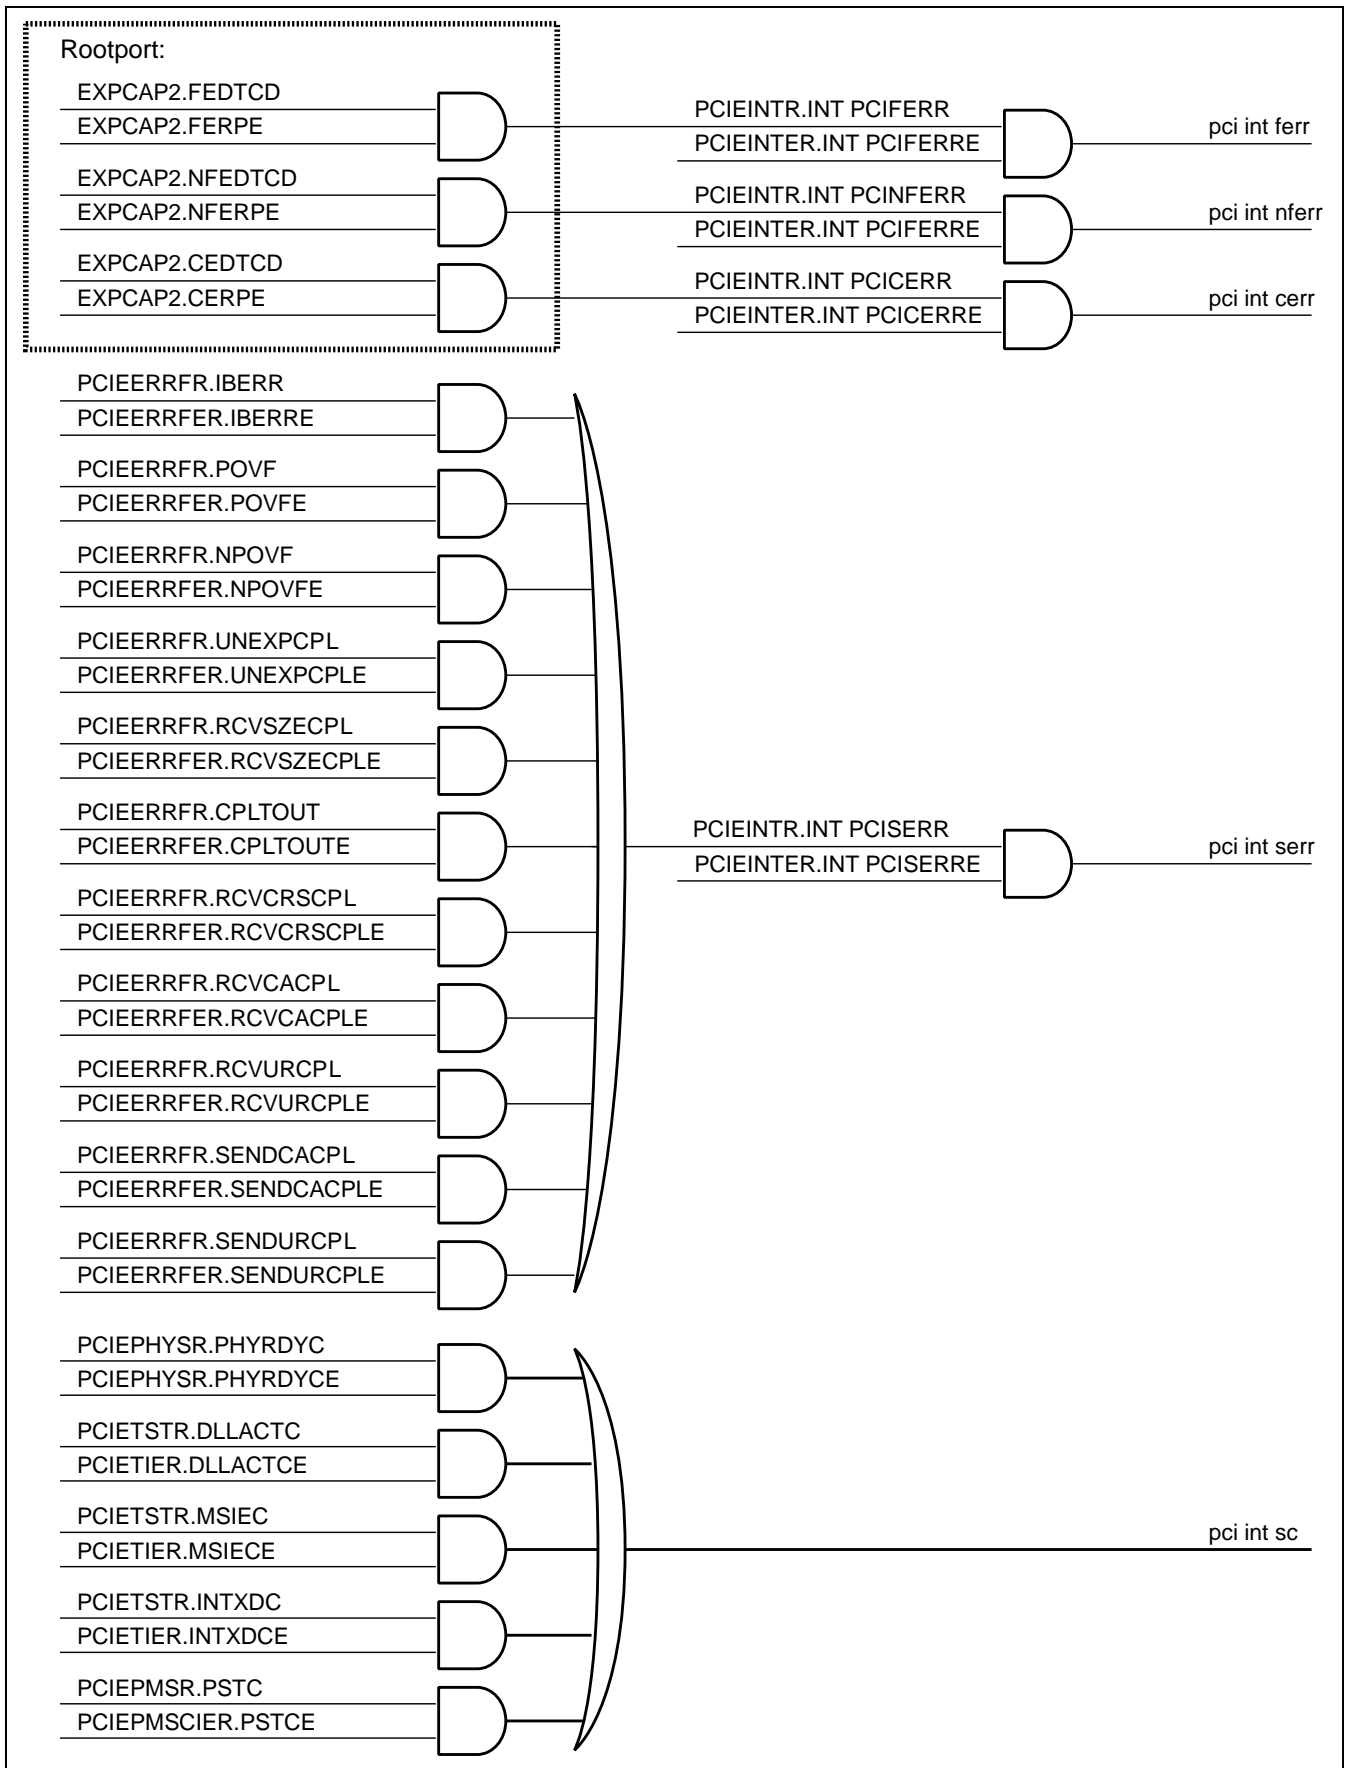 Rootport:
EXPCAP2.FEDTCD
EXPCAP2.FERPE
PCIEINTR.INT PCIFERR
PCIEINTER.INT PCIFERRE
pci int ferr
EXPCAP2.NFEDTCD
EXPCAP2.NFERPE
PCIEINTR.INT PCINFERR
PCIEINTER.INT PCIFERRE
pci int nferr
EXPCAP2.CEDTCD
EXPCAP2.CERPE
PCIEINTR.INT PCICERR
PCIEINTER.INT PCICERRE
pci int cerr
PCIEERRFR.IBERR
PCIEERRFER.IBERRE
PCIEERRFR.POVF
PCIEERRFER.POVFE
PCIEERRFR.NPOVF
PCIEERRFER.NPOVFE
PCIEERRFR.UNEXPCPL
PCIEERRFER.UNEXPCPLE
PCIEERRFR.RCVSZECPL
PCIEERRFER.RCVSZECPLE
PCIEERRFR.CPLTOUT
PCIEERRFER.CPLTOUTE
PCIEINTR.INT PCISERR
PCIEINTER.INT PCISERRE
pci int serr
PCIEERRFR.RCVCRSCPL
PCIEERRFER.RCVCRSCPLE
PCIEERRFR.RCVCACPL
PCIEERRFER.RCVCACPLE
PCIEERRFR.RCVURCPL
PCIEERRFER.RCVURCPLE
PCIEERRFR.SENDCACPL
PCIEERRFER.SENDCACPLE
PCIEERRFR.SENDURCPL
PCIEERRFER.SENDURCPLE
PCIEPHYSR.PHYRDYC
PCIEPHYSR.PHYRDYCE
PCIETSTR.DLLACTC
PCIETIER.DLLACTCE
PCIETSTR.MSIEC
PCIETIER.MSIECE
pci int sc
PCIETSTR.INTXDC
PCIETIER.INTXDCE
PCIEPMSR.PSTC
PCIEPMSCIER.PSTCE